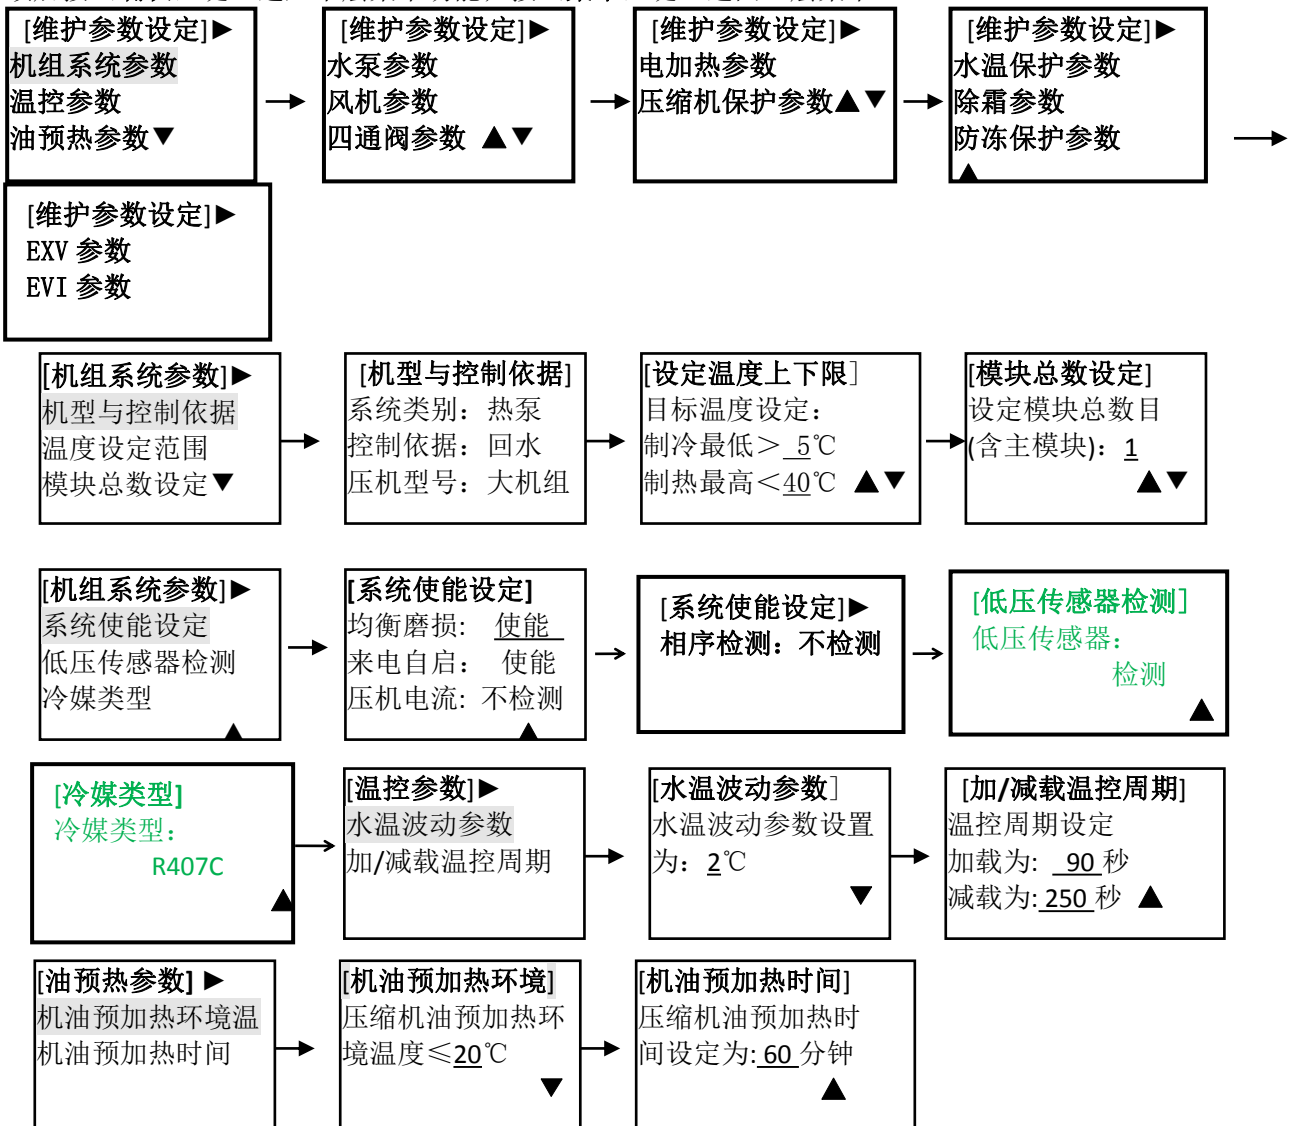 [维护参数设定]►
机组系统参数
温控参数
油预热参数▼
[维护参数设定]►
水泵参数
风机参数
四通阀参数 ▲▼
[维护参数设定]►
电加热参数
压缩机保护参数▲▼
[维护参数设定]►
水温保护参数
除霜参数
防冻保护参数
▲
[维护参数设定]►
EXV 参数
EVI 参数
[机组系统参数]►
机型与控制依据
温度设定范围
模块总数设定▼
[机型与控制依据]
系统类别：热泵
控制依据：回水
压机型号：大机组
[设定温度上下限］
目标温度设定：
制冷最低＞ 5℃
制热最高＜40℃ ▲▼
[模块总数设定]
设定模块总数目
(含主模块)：1
▲▼
[机组系统参数]►
系统使能设定
低压传感器检测
冷媒类型
▲
[系统使能设定]
均衡磨损: 使能
来电自启： 使能
压机电流: 不检测
▲
[系统使能设定]►
相序检测：不检测
[低压传感器检测］
低压传感器：
检测
▲
[冷媒类型]
冷媒类型：
R407C
▲
[温控参数]►
水温波动参数
加/减载温控周期
[水温波动参数］
水温波动参数设置
为：2℃
▼
[加/减载温控周期]
温控周期设定
加载为: 90 秒
减载为: 250 秒 ▲
[油预热参数] ►
机油预加热环境温
机油预加热时间
[机油预加热环境]
压缩机油预加热环
境温度≤20℃
▼
[机油预加热时间]
压缩机油预加热时
间设定为: 60 分钟
▲